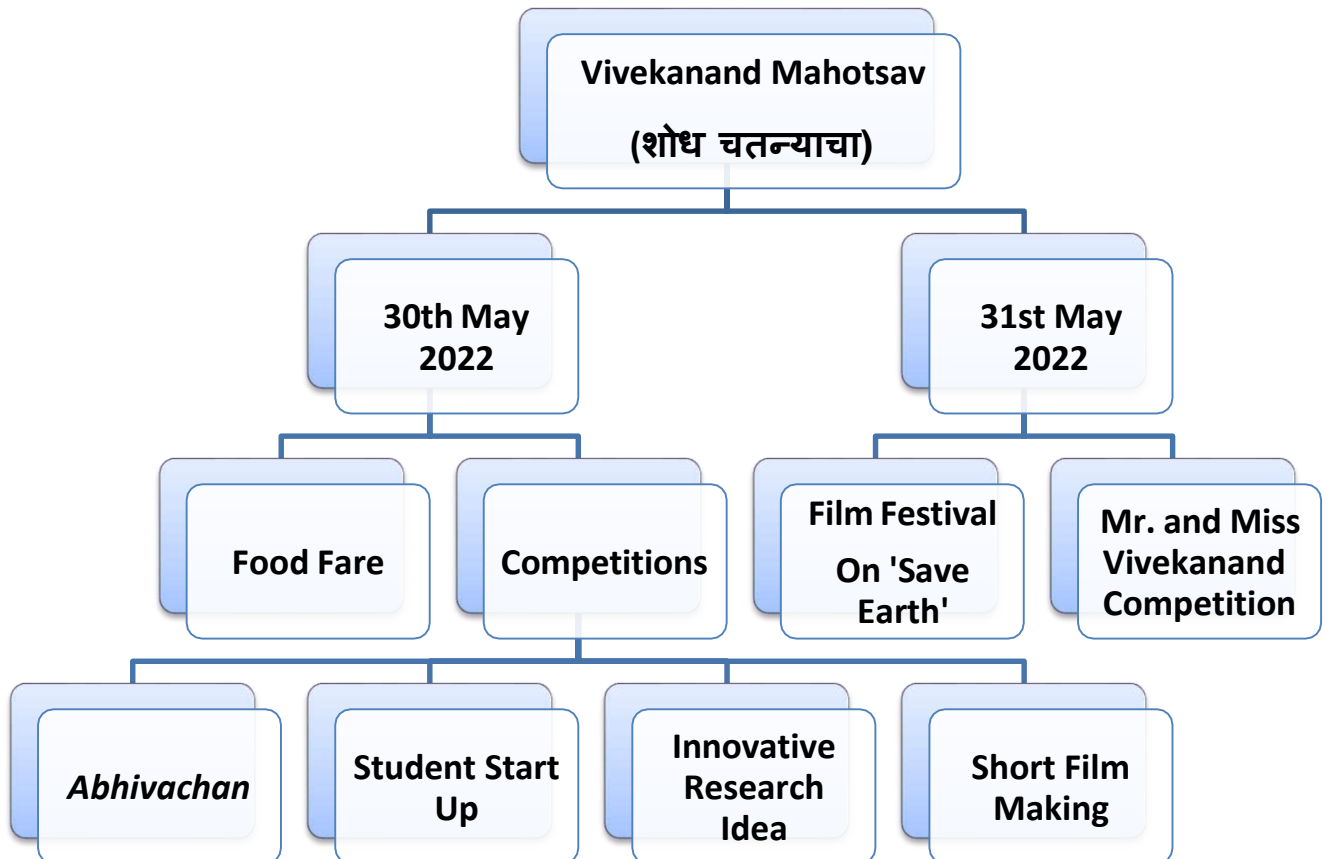 Vivekanand Mahotsav
(शोध चतन्याचा)
30th May
2022
31st May
2022
Food Fare
Competitions
Film Festival
On 'Save
Earth'
Mr. and Miss
Vivekanand
Competition
Abhivachan
Student Start
Up
Innovative
Research
Idea
Short Film
Making